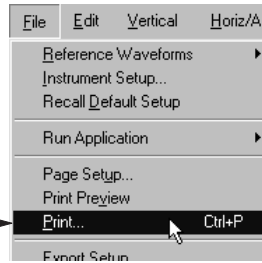 File Edit Vertical Horiz/A
Reference Waveforms
Instrument Setup...
Recall Default Setup
Run Application
Page Setup...
Print Preview
Print... Ctrl+P
Export Setup